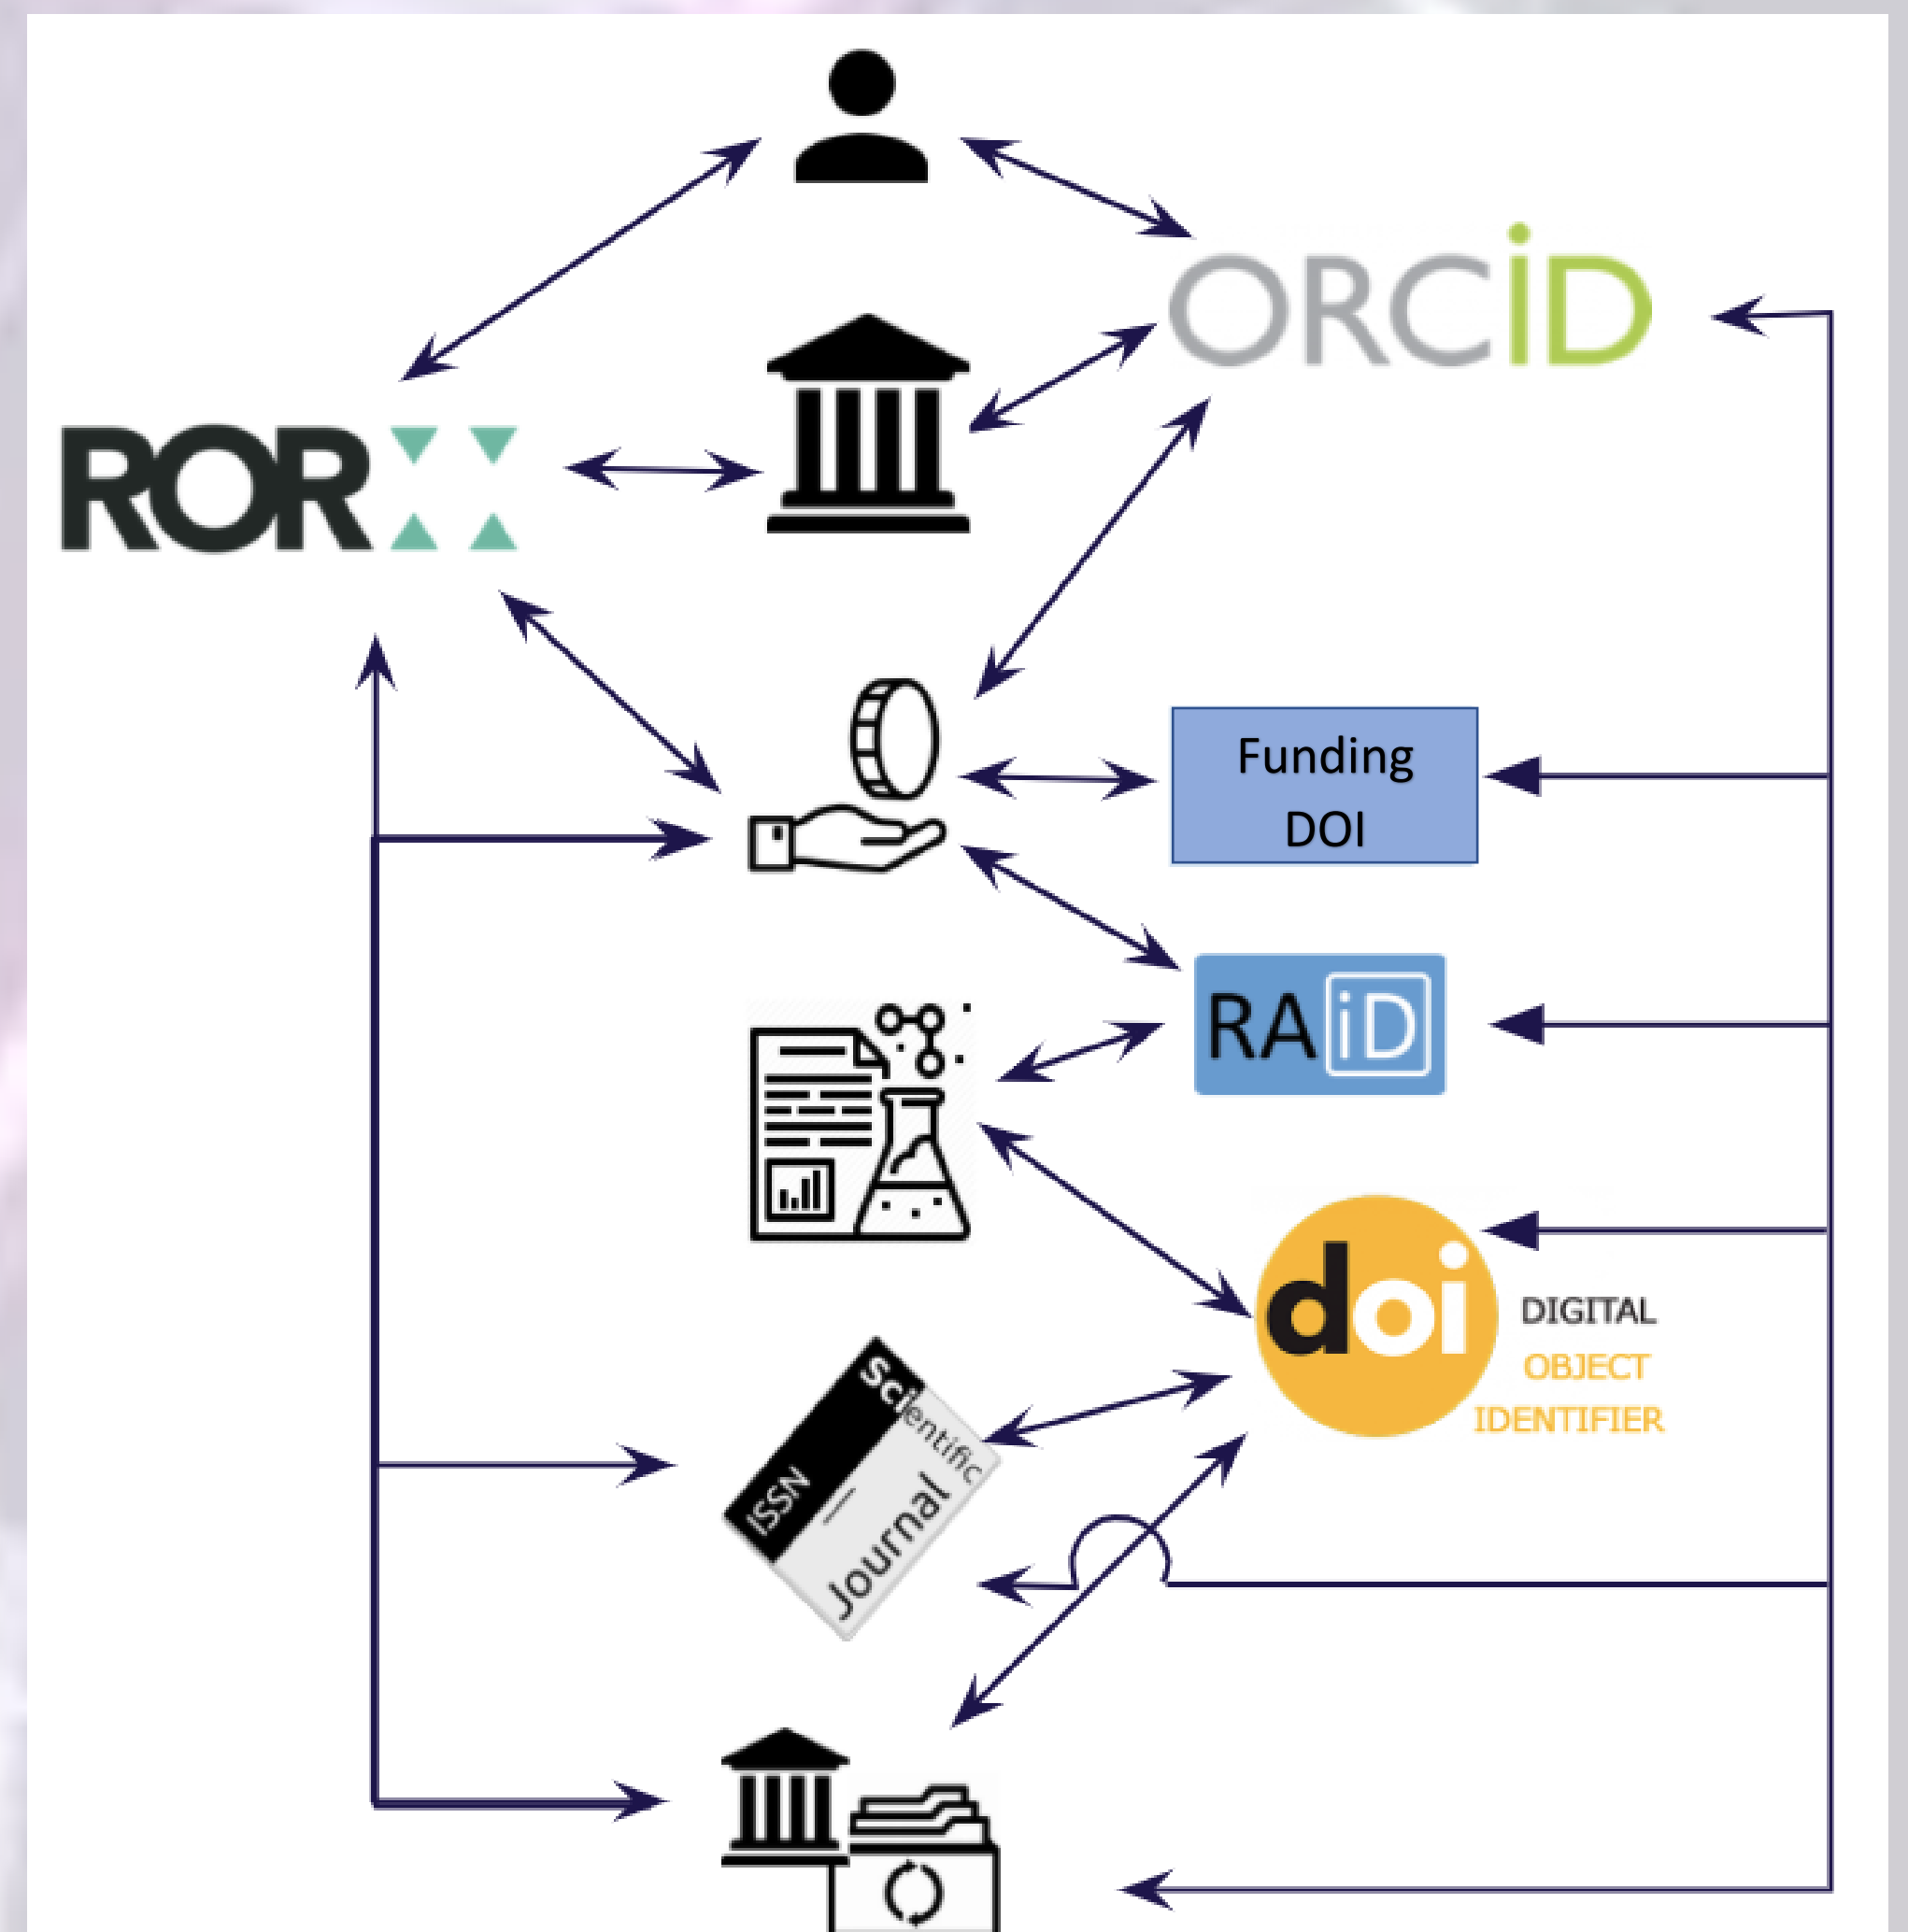 ORCiD
ROR
Funding
DOI
RAiD
doi
DIGITAL
OBJECT
IDENTIFIER
Scientific
Journal
iSSN